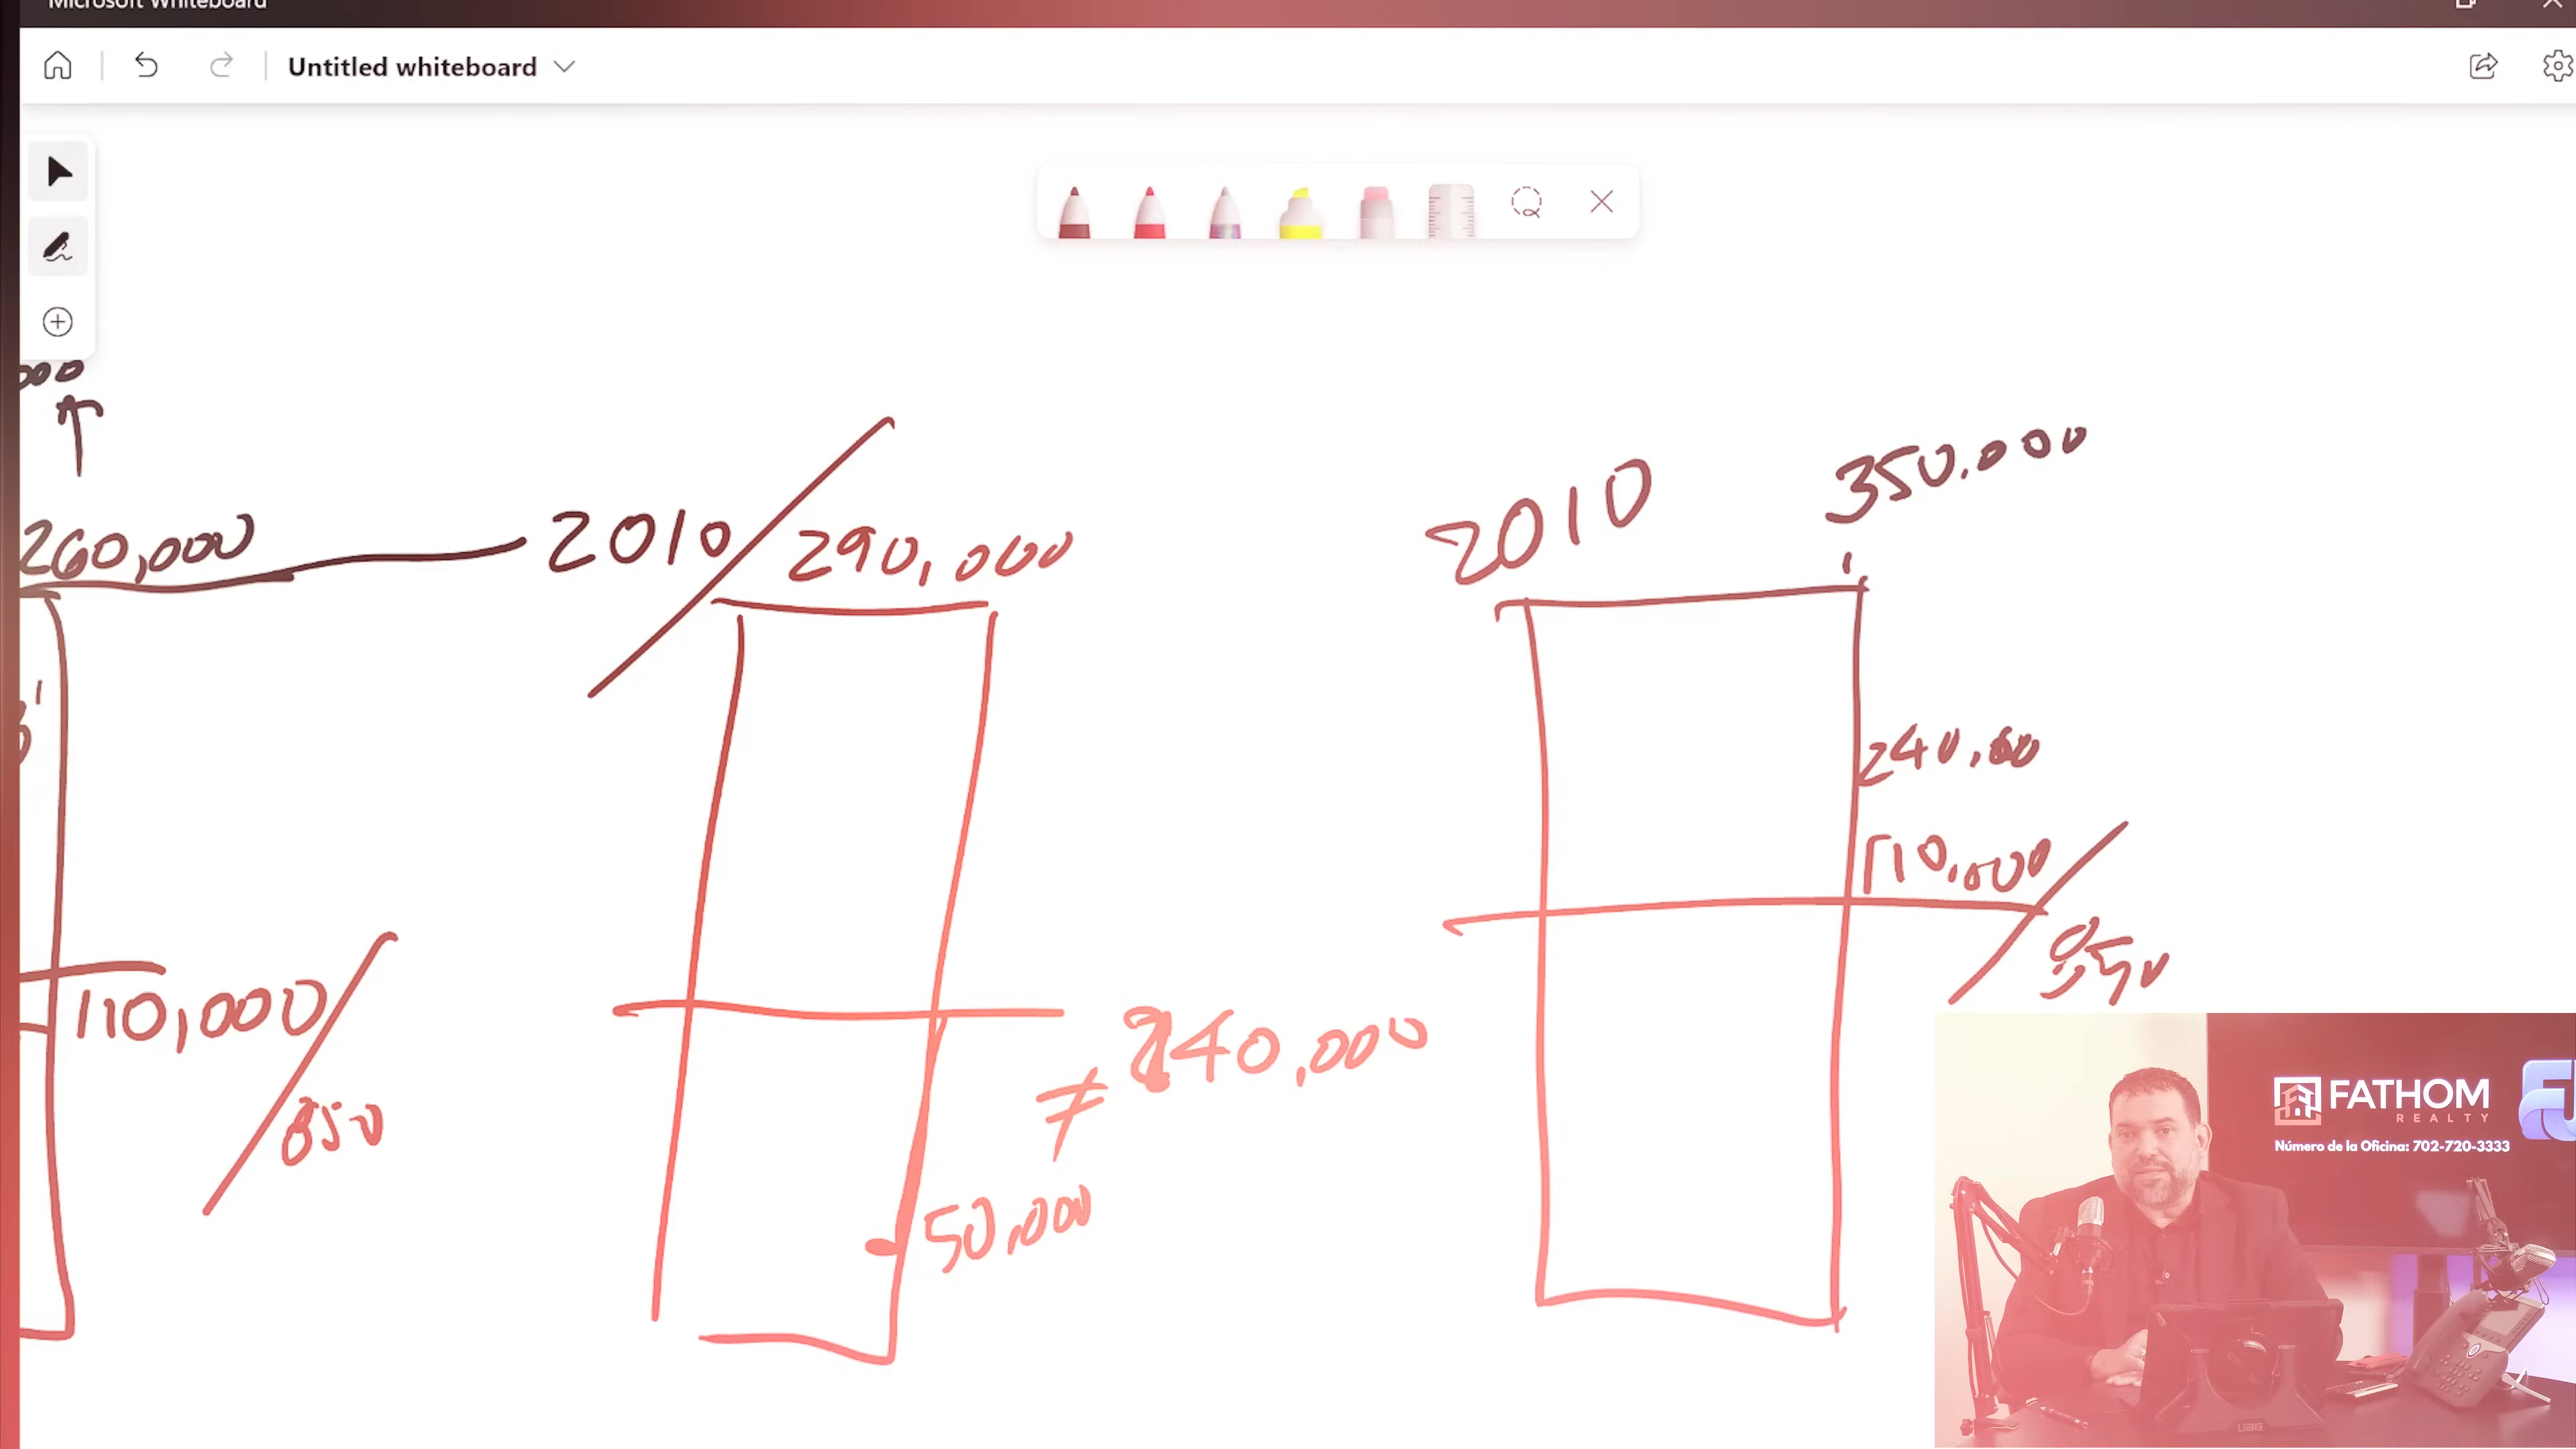 Microsoft Whiteboard
Untitled whiteboard
000
260,000
2010
290,000
2010
350.000
240,00
110,000
110,000
850
240,000
≠
50,000
FATHOM
REALTY
Número de la Oficina: 702-720-3333